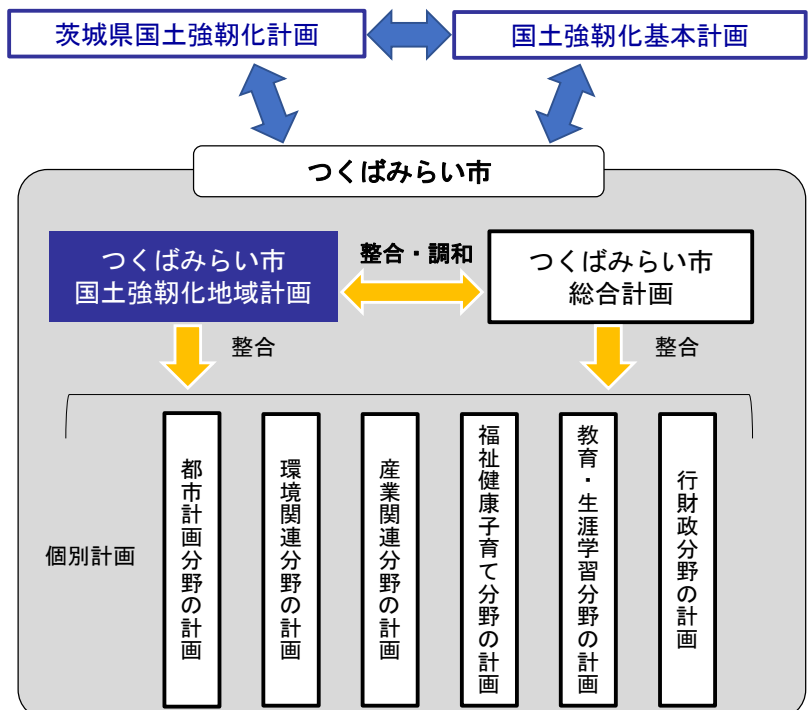 茨城県国土強靱化計画
国土強靱化基本計画
つくばみらい市
つくばみらい市
国土強靱化地域計画
整合・調和
つくばみらい市
総合計画
整合
整合
個別計画
都市計画分野の計画
環境関連分野の計画
産業関連分野の計画
福祉健康子育て分野の計画
教育・生涯学習分野の計画
行財政分野の計画